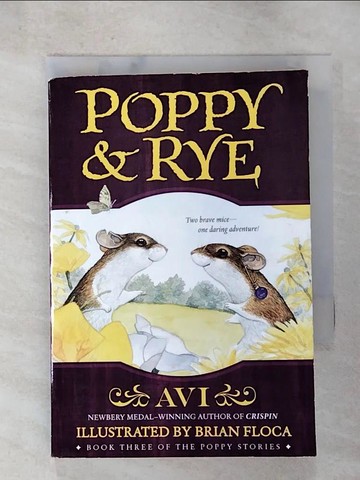 POPPY
& RYE
Two brave mice—
one daring adventure!
AVI
NEWBERY MEDAL–WINNING AUTHOR OF CRISPIN
ILLUSTRATED BY BRIAN FLOCA
• BOOK THREE OF THE POPPY STORIES •